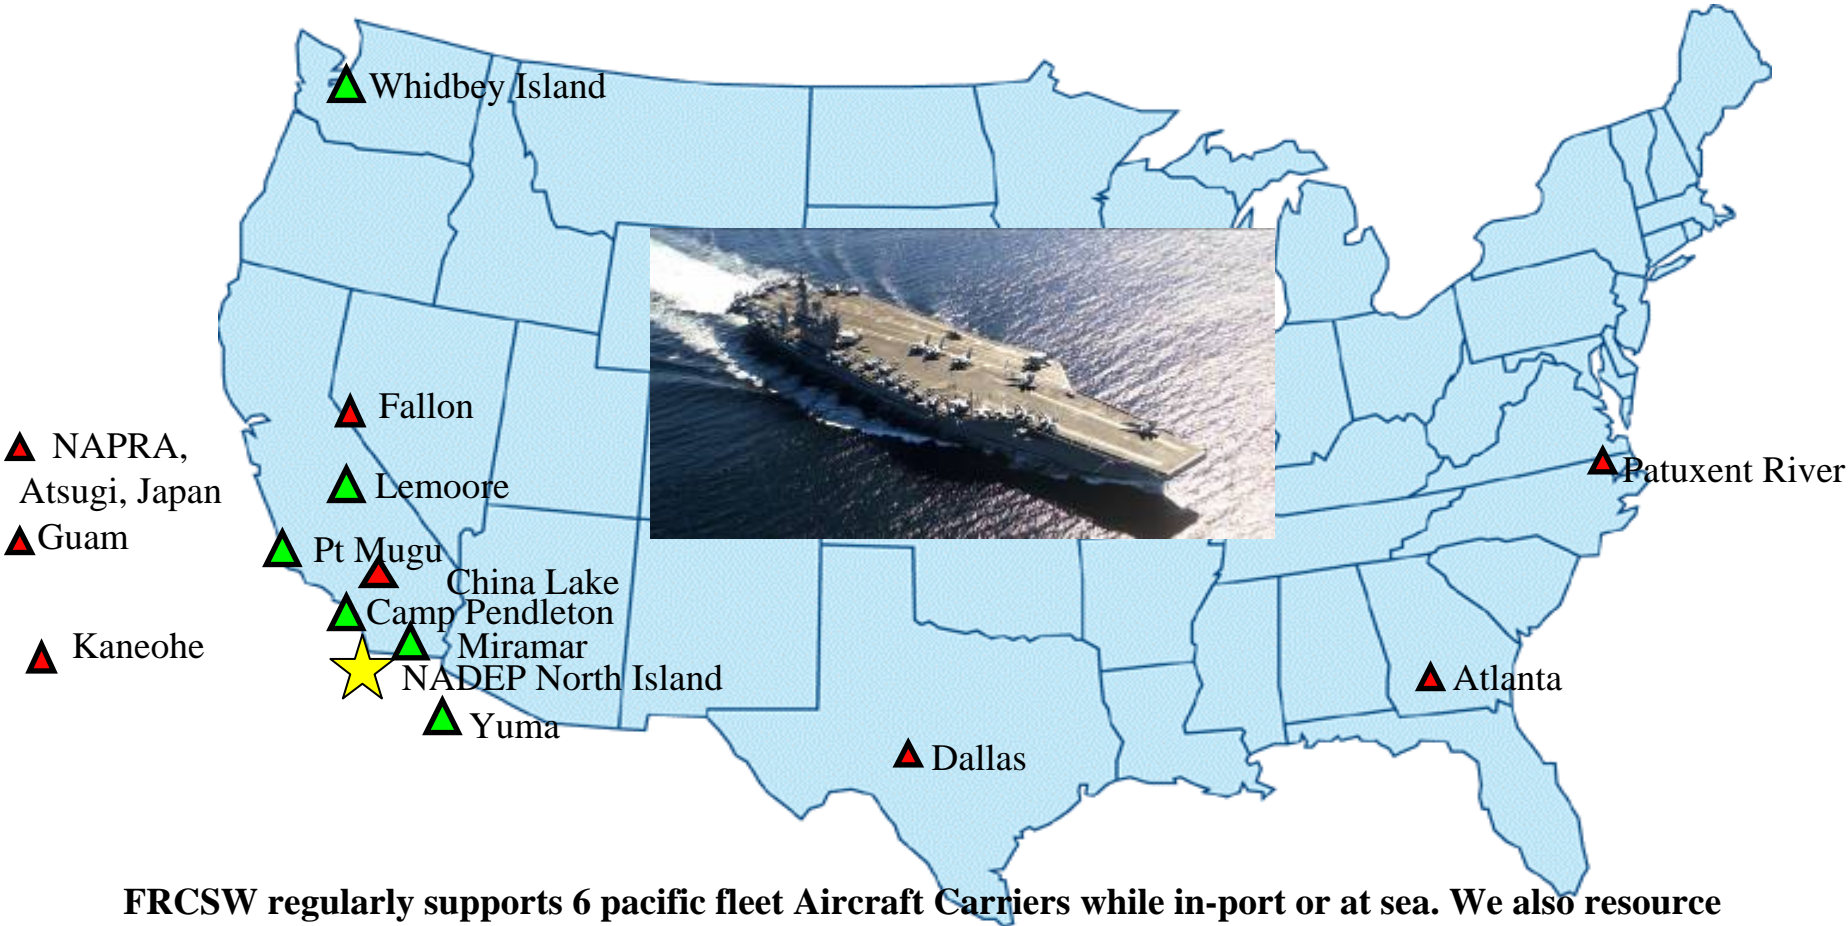 Whidbey Island
Fallon
NAPRA,
Atsugi, Japan
Lemoore
Patuxent River
Guam
Pt Mugu
China Lake
Camp Pendleton
Kaneohe
Miramar
NADEP North Island
Atlanta
Yuma
Dallas
FRCSW regularly supports 6 pacific fleet Aircraft Carriers while in-port or at sea. We also resource